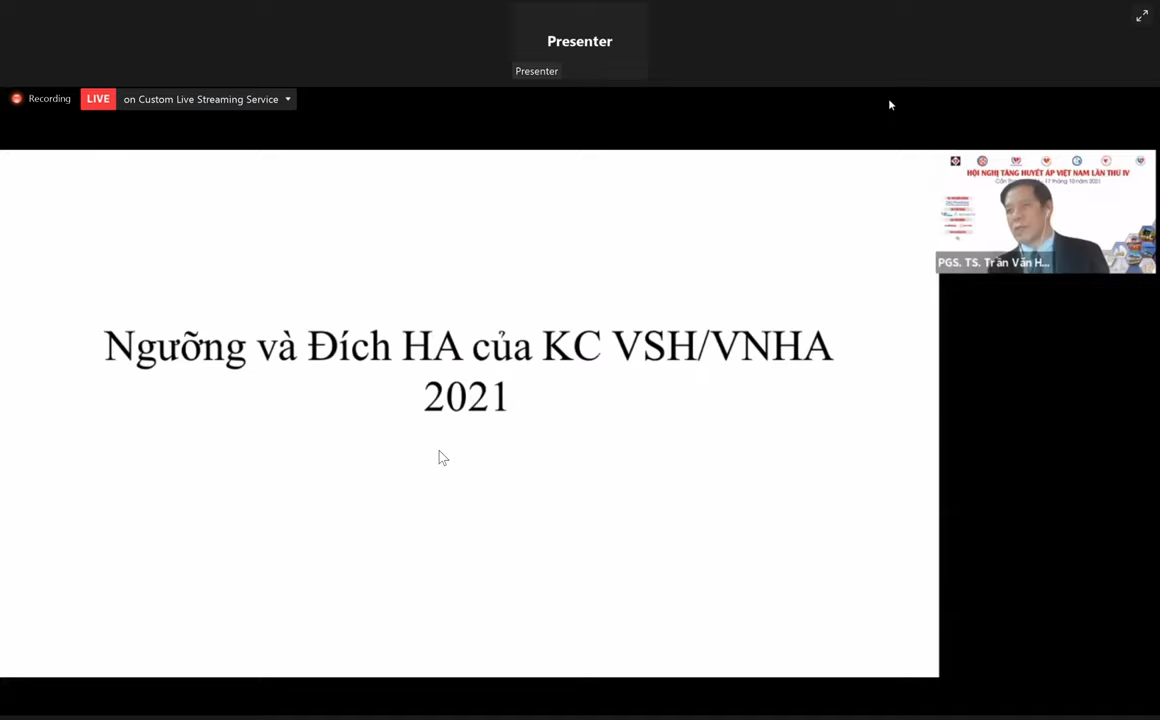 Presenter
Presenter
Recording
LIVE on Custom Live Streaming Service
HỘI NGHỊ TĂNG HUYẾT ÁP VIỆT NAM LẦN THỨ IV
PGS. TS. Trần Văn H...
Ngưỡng và Đích HA của KC VSH/VNHA
2021